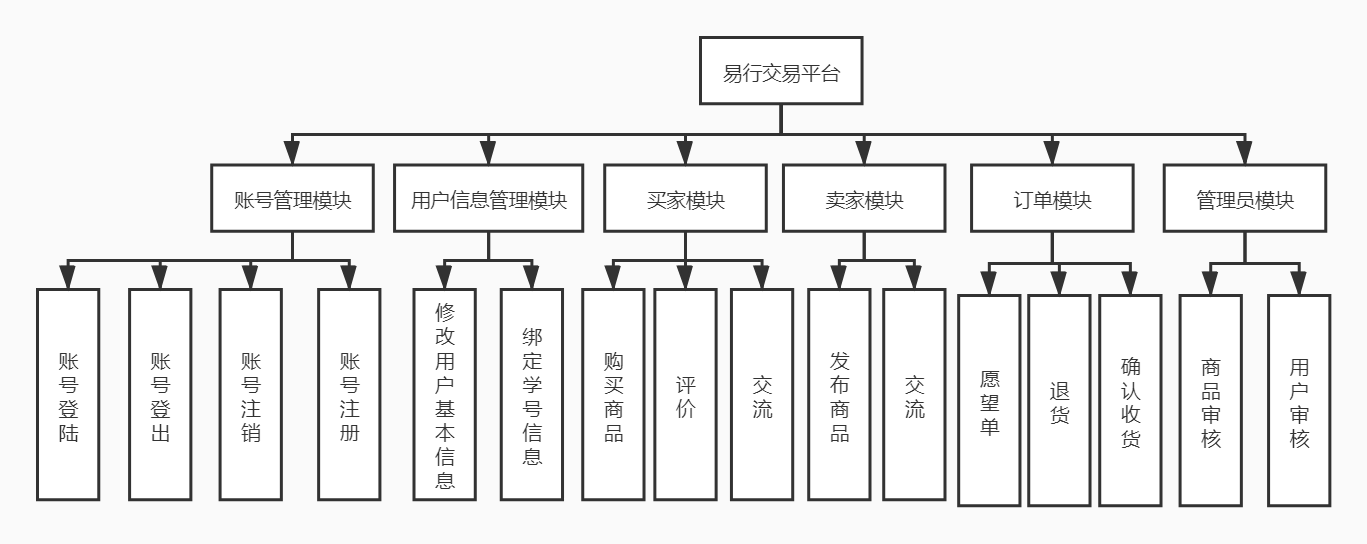 易行交易平台
账号管理模块
用户信息管理模块
买家模块
卖家模块
订单模块
管理员模块
账号登陆
账号登出
账号注销
账号注册
修改用户基本信息
绑定学号信息
购买商品
评价
交流
发布商品
交流
愿望单
退货
确认收货
商品审核
用户审核